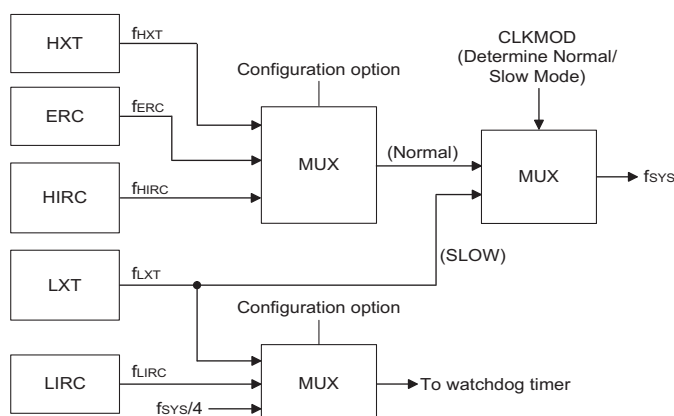 HXT
fHXT
CLKMOD
(Determine Normal/
Slow Mode)
Configuration option
ERC
fERC
MUX
(Normal)
MUX
fSYS
HIRC
fHIRC
(SLOW)
LXT
fLXT
Configuration option
LIRC
fLIRC
MUX
To watchdog timer
fSYS/4